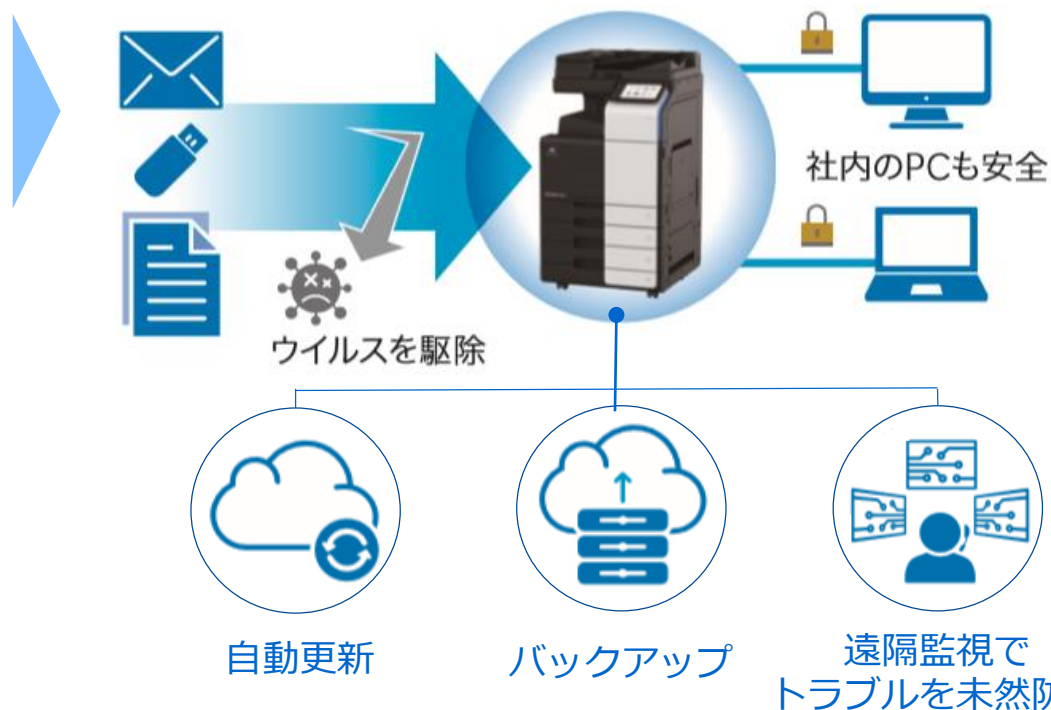 社内のPCも安全
ウイルスを駆除
自動更新
バックアップ
遠隔監視で
トラブルを未然防